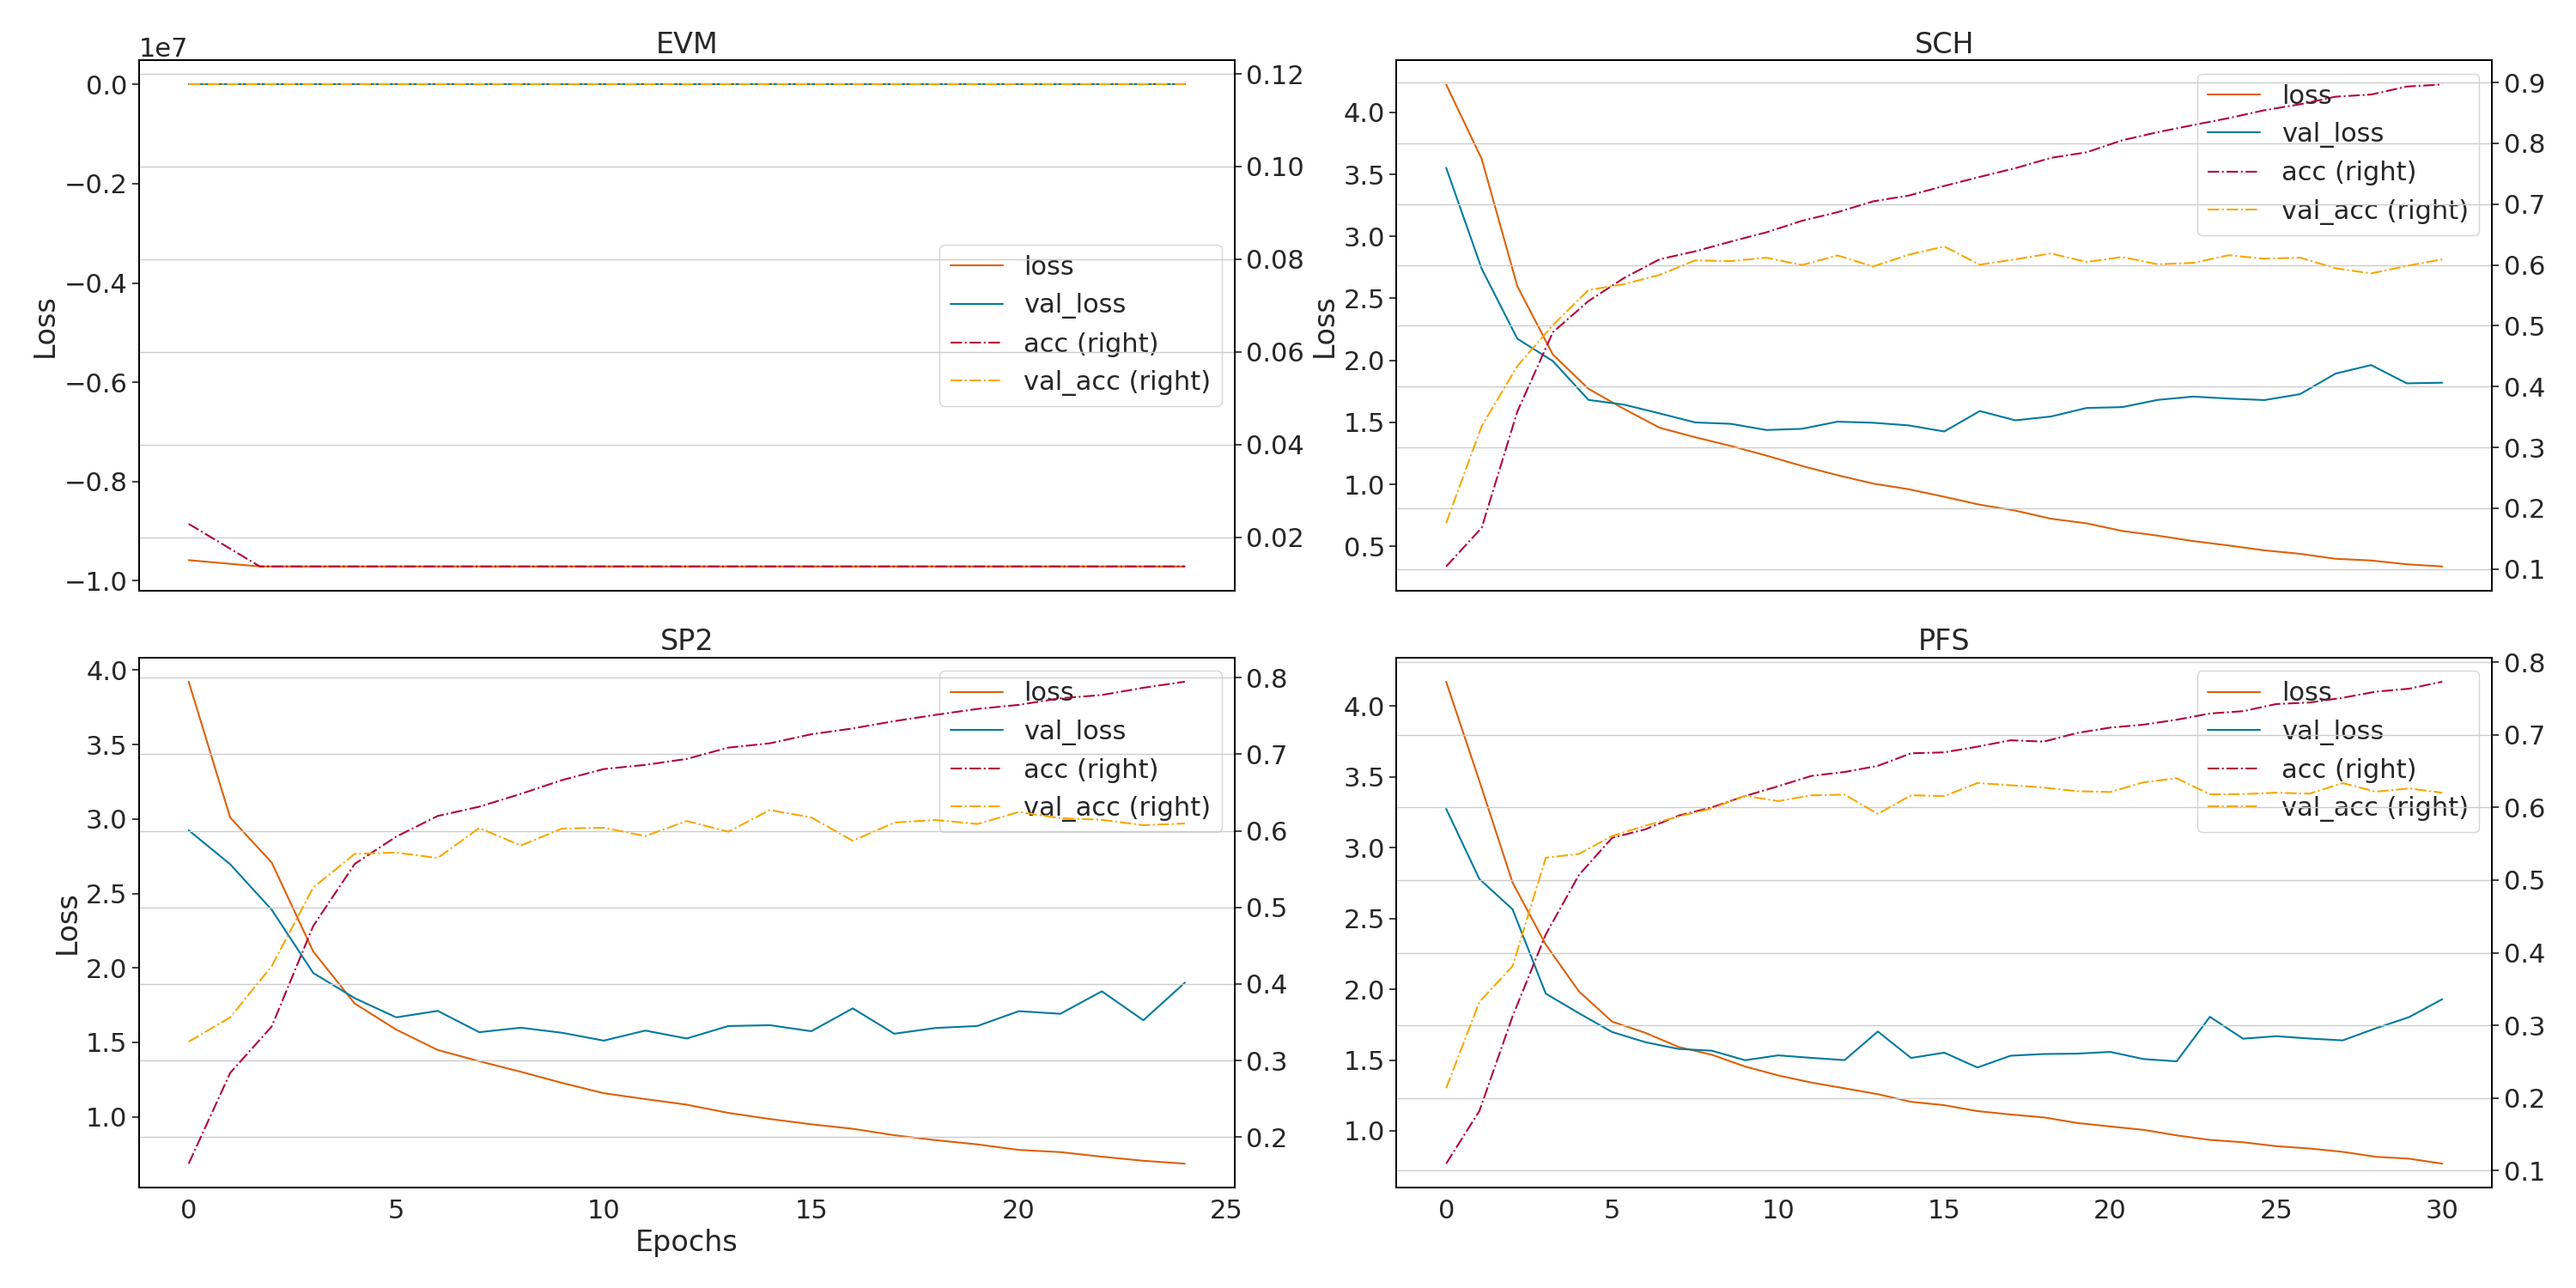 EVM
1e7
0.0
−0.2
−0.4
−0.6
−0.8
−1.0
Loss
0.12
0.10
0.08
0.06
0.04
0.02
loss
val_loss
acc (right)
val_acc (right)
SCH
4.0
3.5
3.0
2.5
2.0
1.5
1.0
0.5
Loss
0.9
0.8
0.7
0.6
0.5
0.4
0.3
0.2
0.1
loss
val_loss
acc (right)
val_acc (right)
SP2
4.0
3.5
3.0
2.5
2.0
1.5
1.0
Loss
0.8
0.7
0.6
0.5
0.4
0.3
0.2
loss
val_loss
acc (right)
val_acc (right)
0 5 10 15 20 25
Epochs
PFS
4.0
3.5
3.0
2.5
2.0
1.5
1.0
0.8
0.7
0.6
0.5
0.4
0.3
0.2
0.1
loss
val_loss
acc (right)
val_acc (right)
0 5 10 15 20 25 30